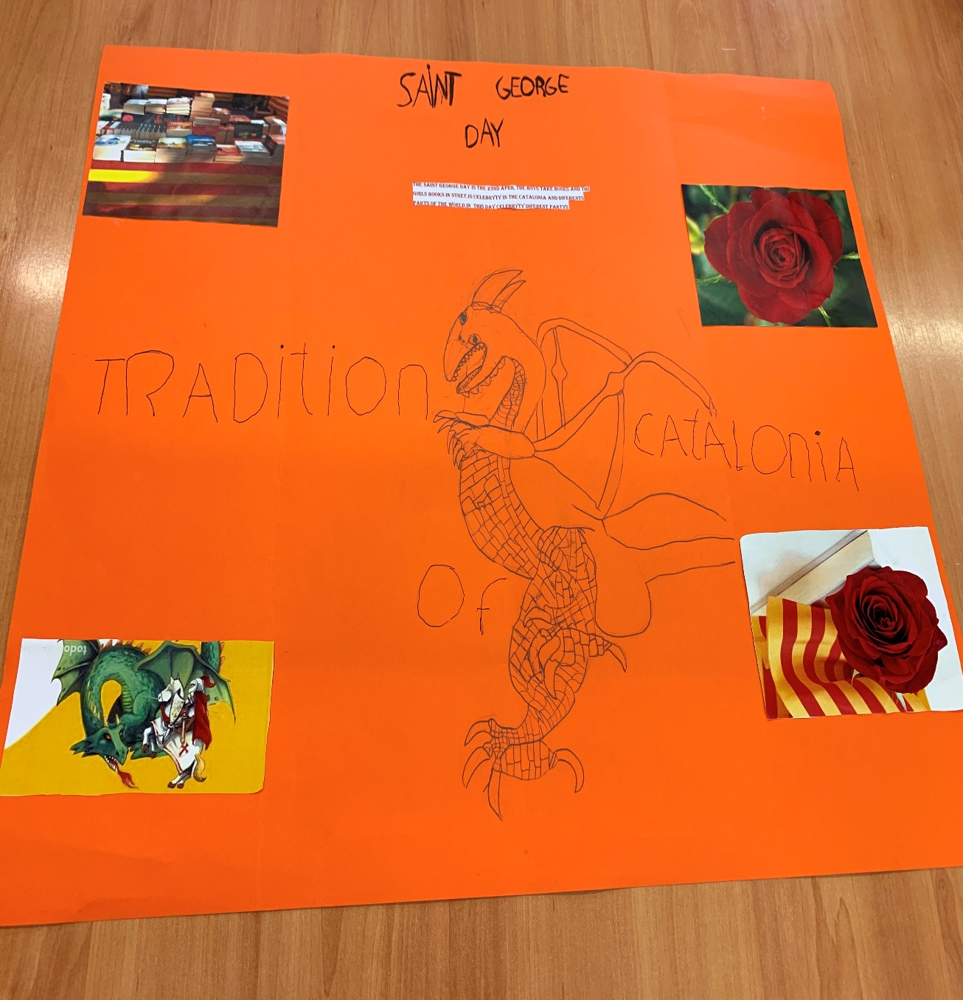 SAiNT GEORGE
DAY
THE SAINT GEORGE DAY IS THE 23ND APRIL THE BOYS TAKE ROSES AND THE
GIRLS BOOKS IN STRET.IS CELEBRYTY IN THE CATALONIA AND DIFERENTS
PARTS OF THE WORLD.IN THIS DAY CELEBRYTY DIFERENT PARTYS
TRADitiOn
CAtALOniA
Of